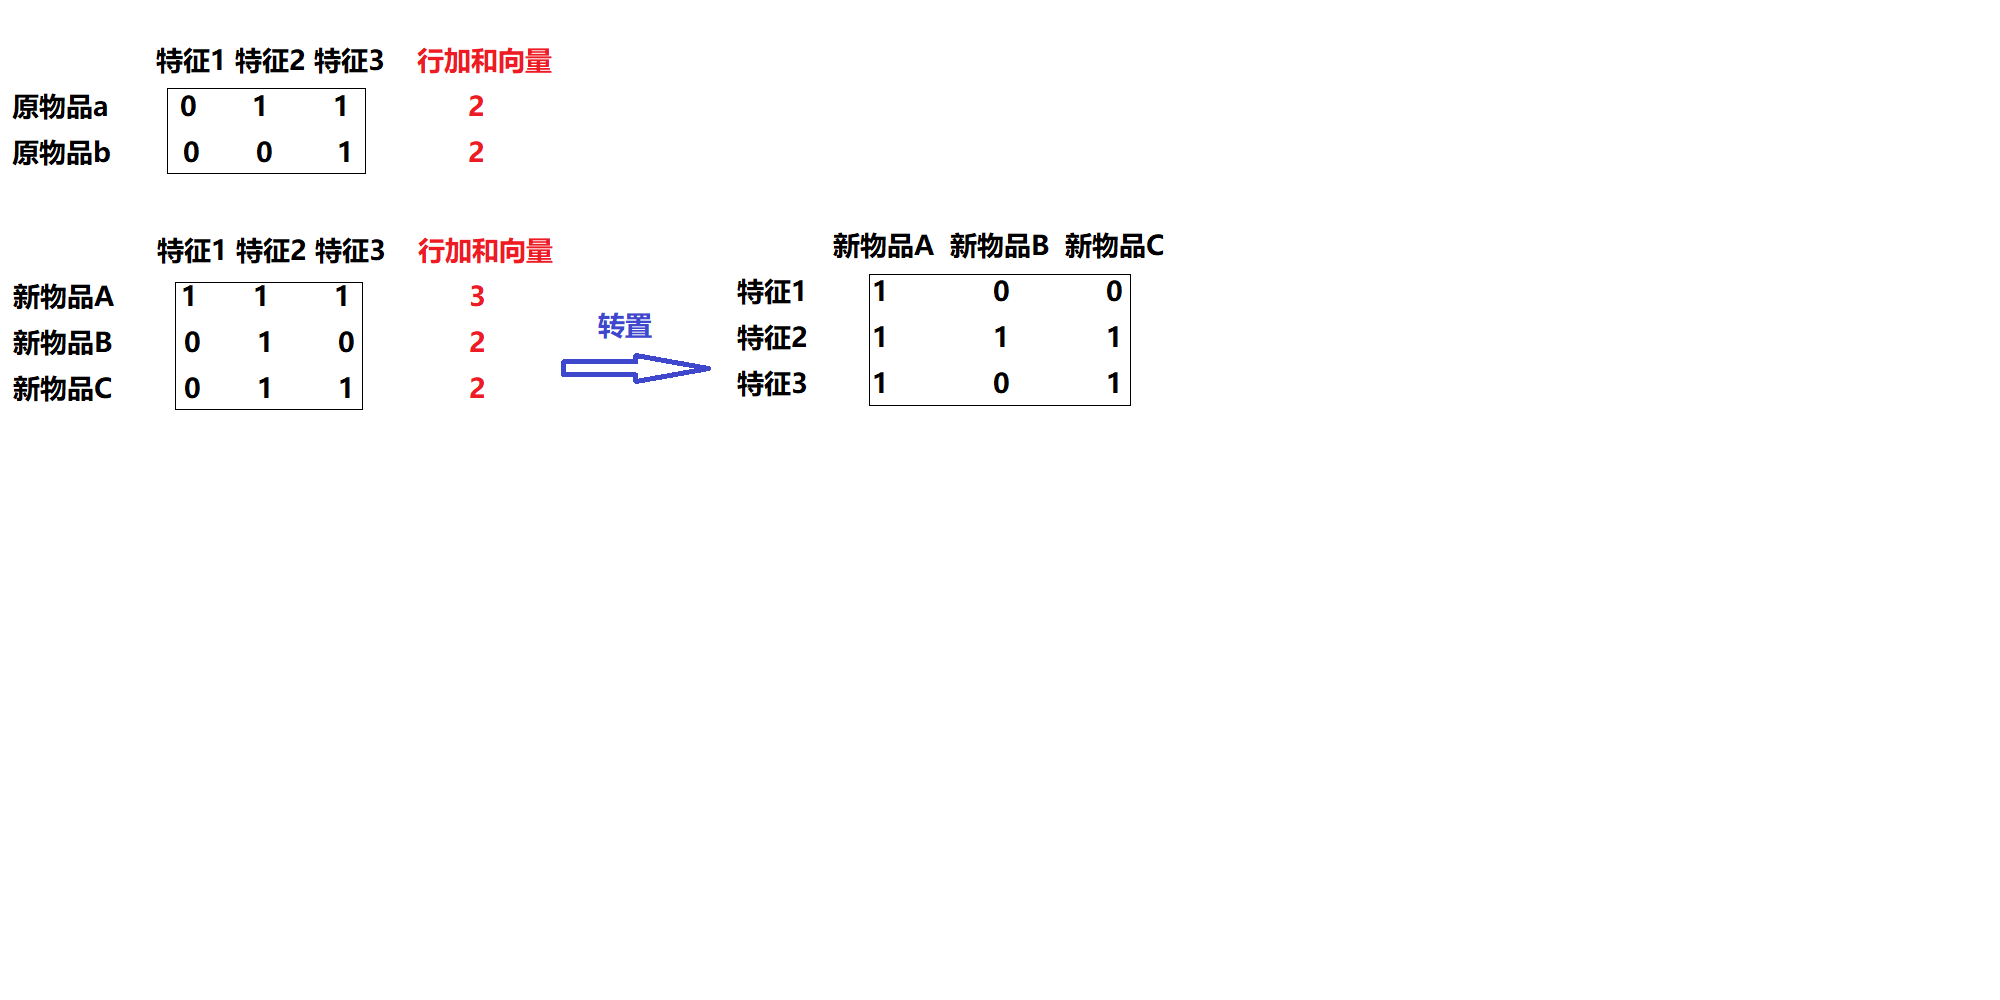 特征1 特征2 特征3 行加和向量
原物品a 0 1 1 2
原物品b 0 0 1 2
特征1 特征2 特征3 行加和向量
新物品A 1 1 1 3
新物品B 0 1 0 2
新物品C 0 1 1 2
转置
新物品A 新物品B 新物品C
特征1 1 0 0
特征2 1 1 1
特征3 1 0 1